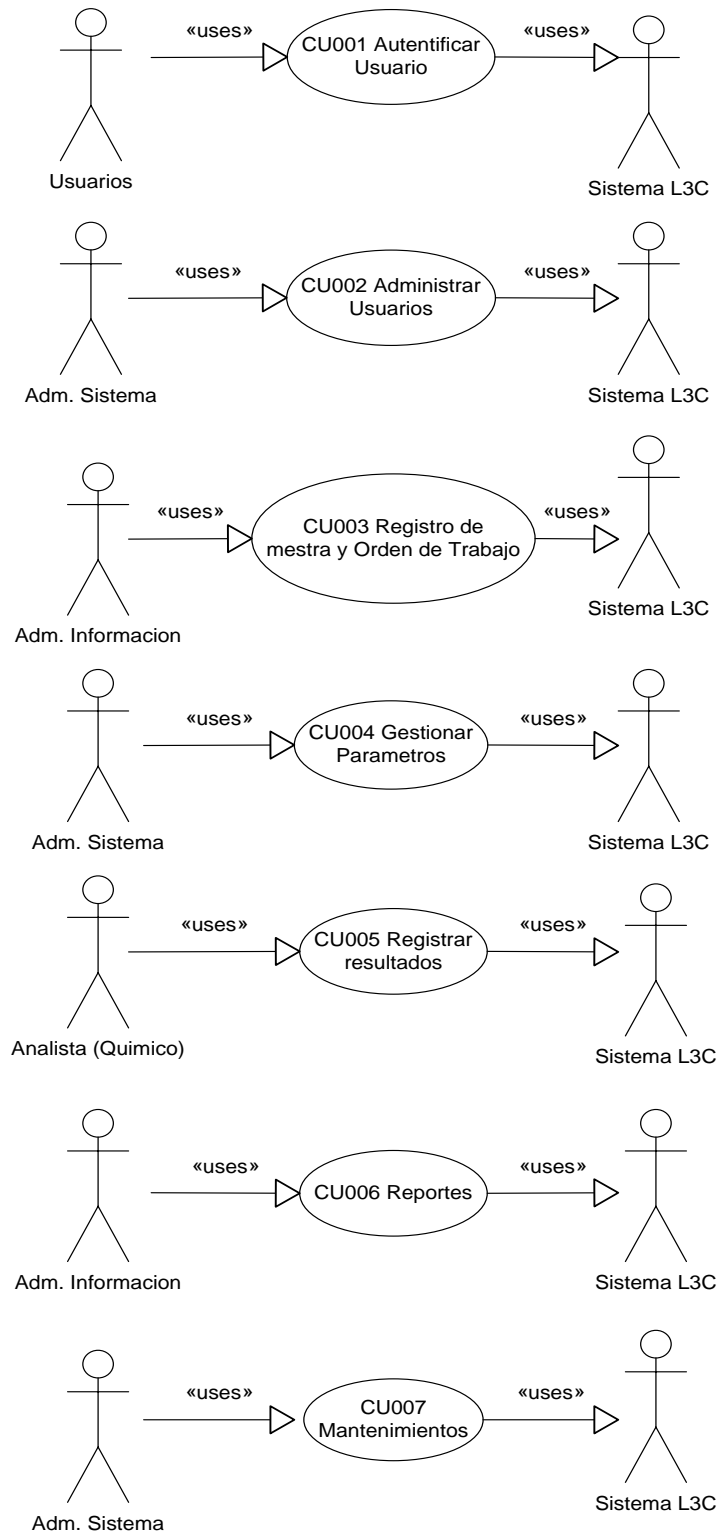 «uses»
«uses»
CU001 Autentificar
Usuario
Usuarios
Sistema L3C
«uses»
«uses»
CU002 Administrar
Usuarios
Adm. Sistema
Sistema L3C
«uses»
«uses»
CU003 Registro de
mestra y Orden de Trabajo
Adm. Informacion
Sistema L3C
«uses»
«uses»
CU004 Gestionar
Parametros
Adm. Sistema
Sistema L3C
«uses»
«uses»
CU005 Registrar
resultados
Analista (Quimico)
Sistema L3C
«uses»
«uses»
CU006 Reportes
Adm. Informacion
Sistema L3C
«uses»
«uses»
CU007
Mantenimientos
Adm. Sistema
Sistema L3C